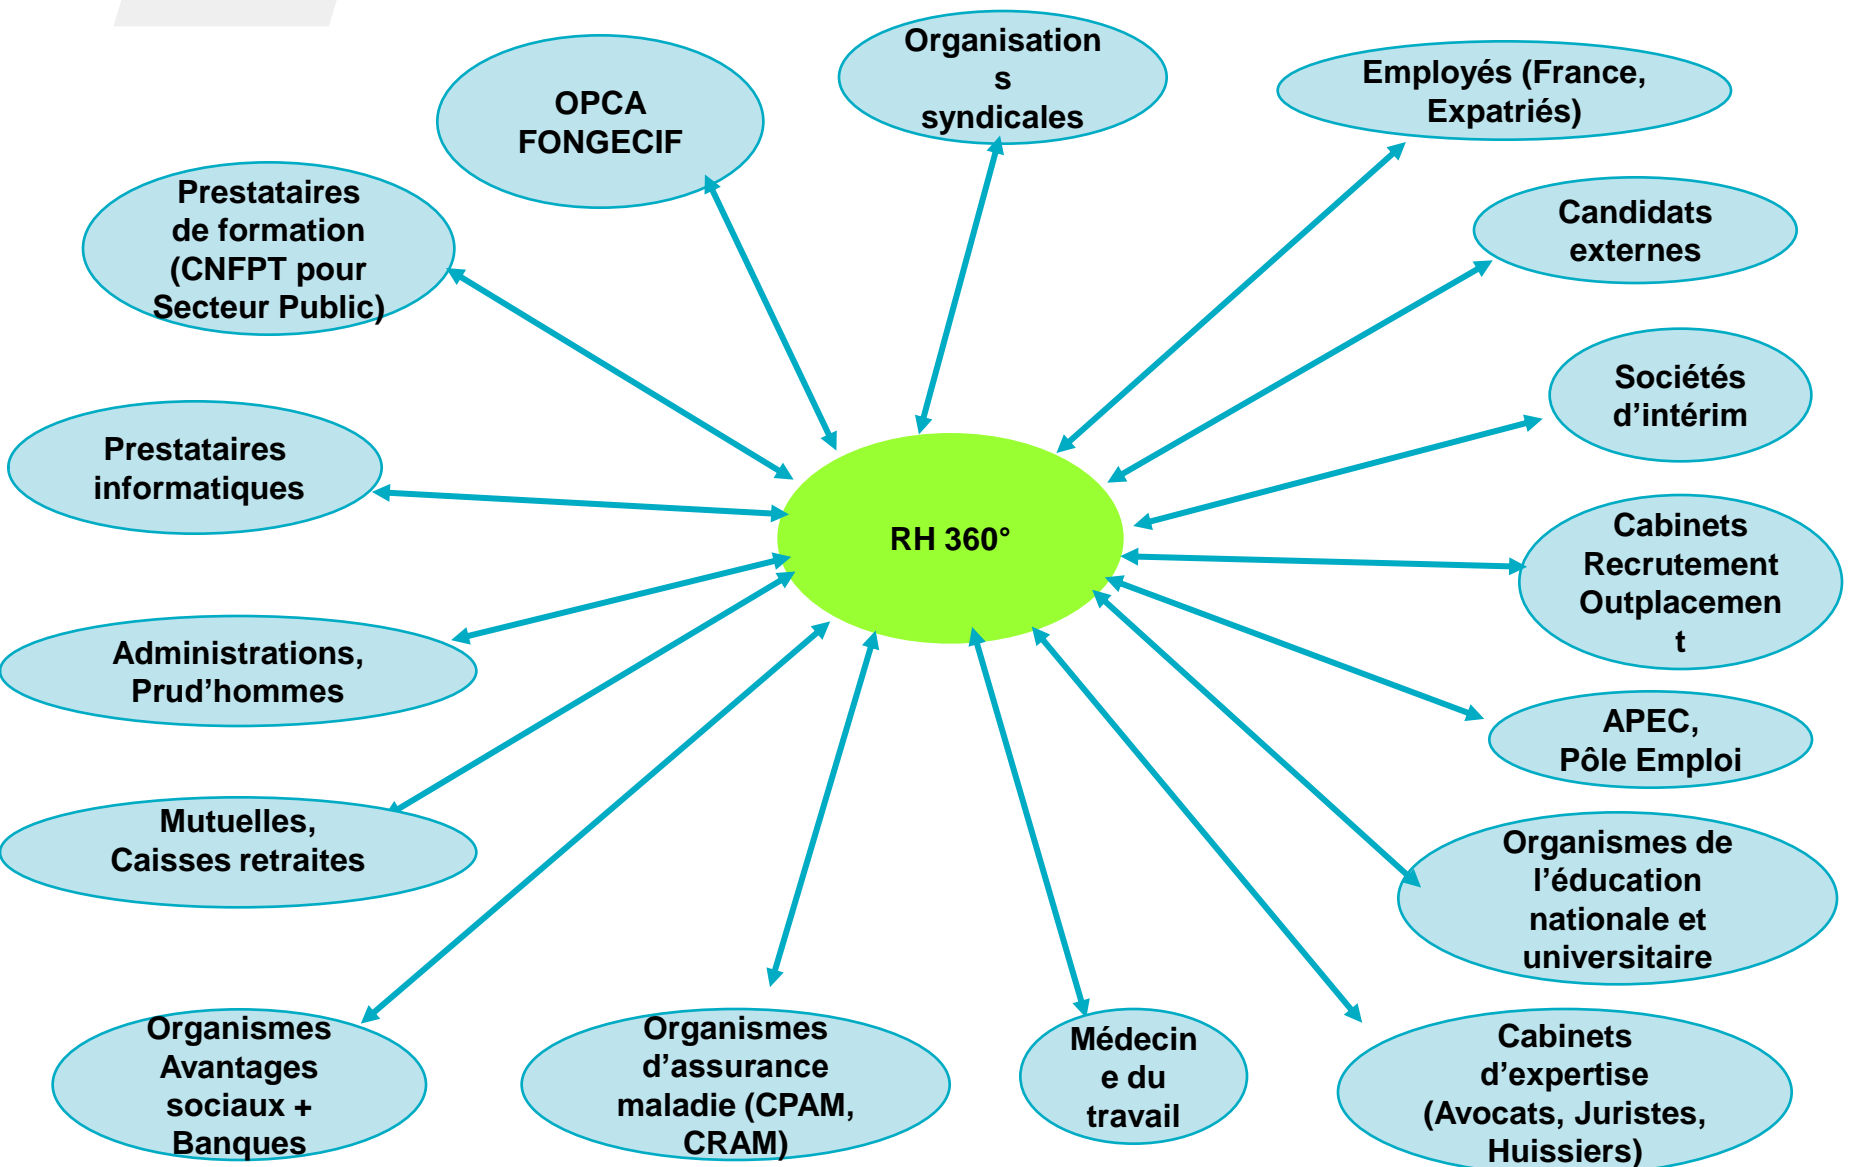 Organisation
s
syndicales
Employés (France,
Expatriés)
OPCA
FONGECIF
Prestataires
de formation
(CNFPT pour
Secteur Public)
Candidats
externes
Sociétés
d’intérim
Prestataires
informatiques
RH 360°
Cabinets
Recrutement
Outplacemen
t
Administrations,
Prud’hommes
APEC,
Pôle Emploi
Mutuelles,
Caisses retraites
Organismes de
l’éducation
nationale et
universitaire
Organismes
Avantages
sociaux +
Banques
Organismes
d’assurance
maladie (CPAM,
CRAM)
Médecin
e du
travail
Cabinets
d’expertise
(Avocats, Juristes,
Huissiers)